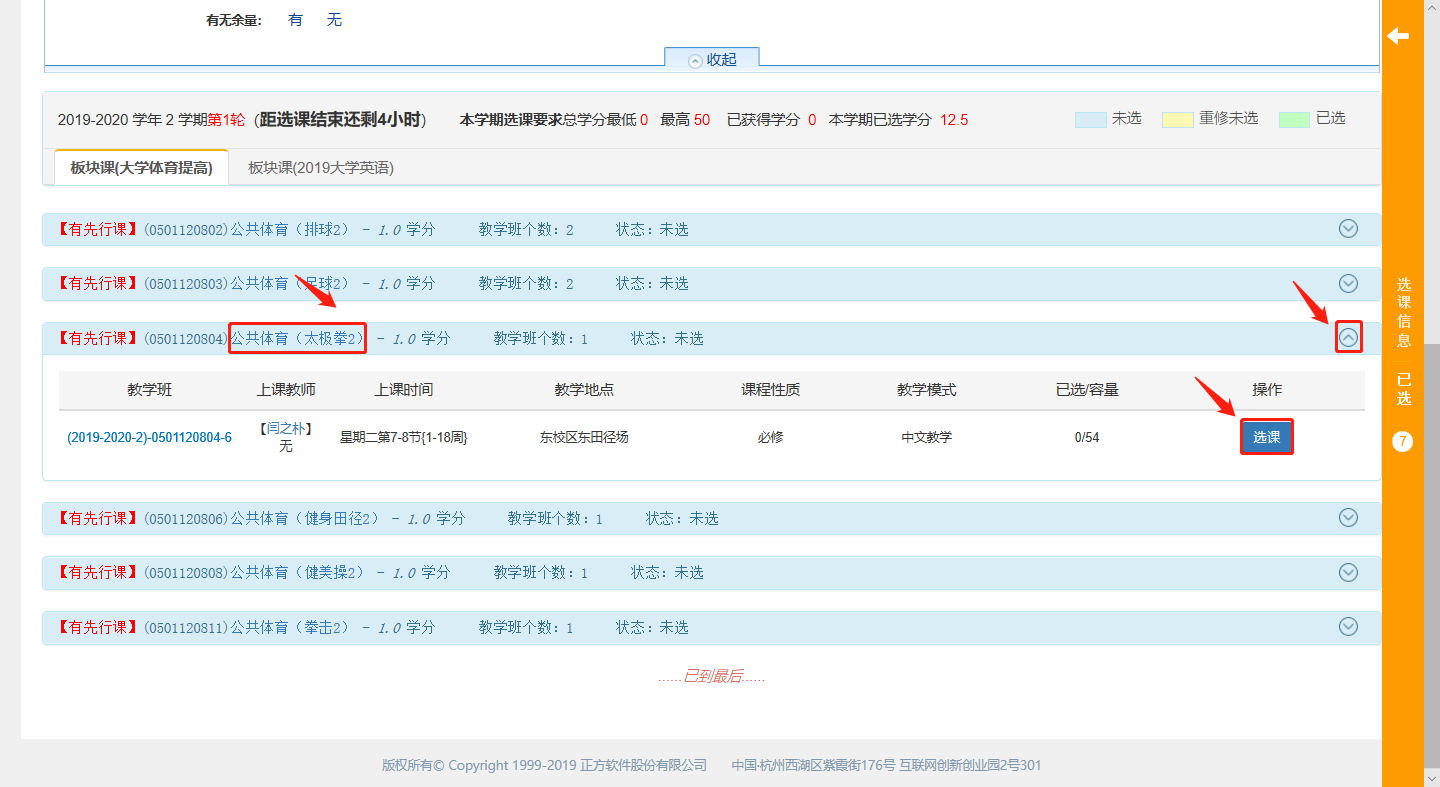 有无余量： 有 无
收起
2019-2020 学年 2 学期第1轮 (距选课结束还剩4小时) 本学期选课要求总学分最低 0 最高 50 已获得学分 0 本学期已选学分 12.5 未选 重修未选 已选
板块课(大学体育提高) 板块课(2019大学英语)
【有先行课】(0501120802)公共体育（排球2） - 1.0 学分 教学班个数：2 状态：未选
【有先行课】(0501120803)公共体育（足球2） - 1.0 学分 教学班个数：2 状态：未选
【有先行课】(0501120804)公共体育（太极拳2） - 1.0 学分 教学班个数：1 状态：未选
教学班 上课教师 上课时间 教学地点 课程性质 教学模式 已选/容量 操作
(2019-2020-2)-0501120804-6 【闫之朴】 星期二第7-8节{1-18周} 东校区东田径场 必修 中文教学 0/54 选课
无
【有先行课】(0501120806)公共体育（健身田径2） - 1.0 学分 教学班个数：1 状态：未选
【有先行课】(0501120808)公共体育（健美操2） - 1.0 学分 教学班个数：1 状态：未选
【有先行课】(0501120811)公共体育（拳击2） - 1.0 学分 教学班个数：1 状态：未选
......已到最后......
版权所有© Copyright 1999-2019 正方软件股份有限公司 中国·杭州西湖区紫霞街176号 互联网创新创业园2号301
选课信息
已选
7